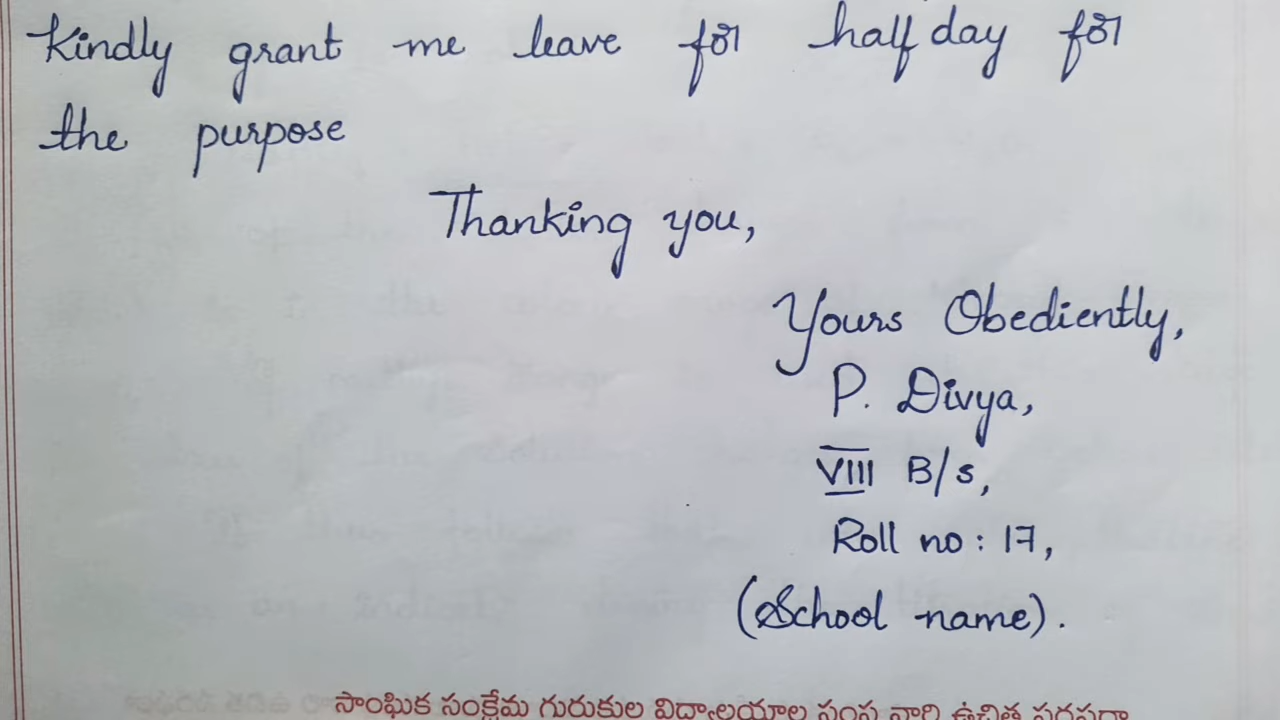 Kindly grant me leave for half day for
the purpose
Thanking you,
Yours Obediently,
P. Divya,
VIII B/s,
Roll no: 17,
(School name).
సాంఘిక సంక్షేమ గురుకుల విద్యాలయాల సంస్థ వారి ఉచిత సరఫరా